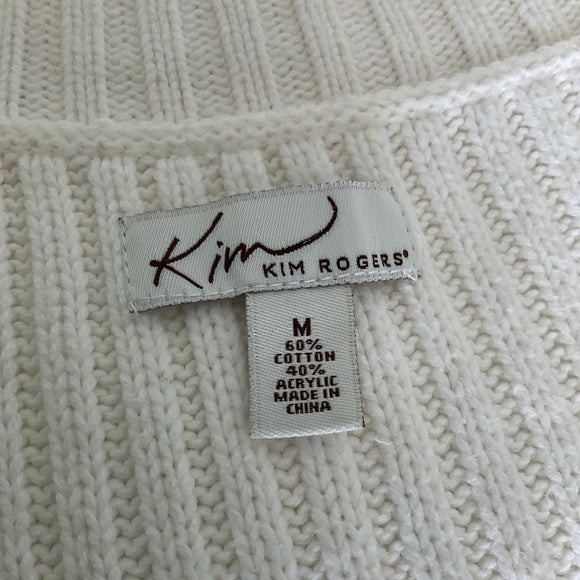 Kim
KIM ROGERS®
M
60%
COTTON
40%
ACRYLIC
MADE IN
CHINA